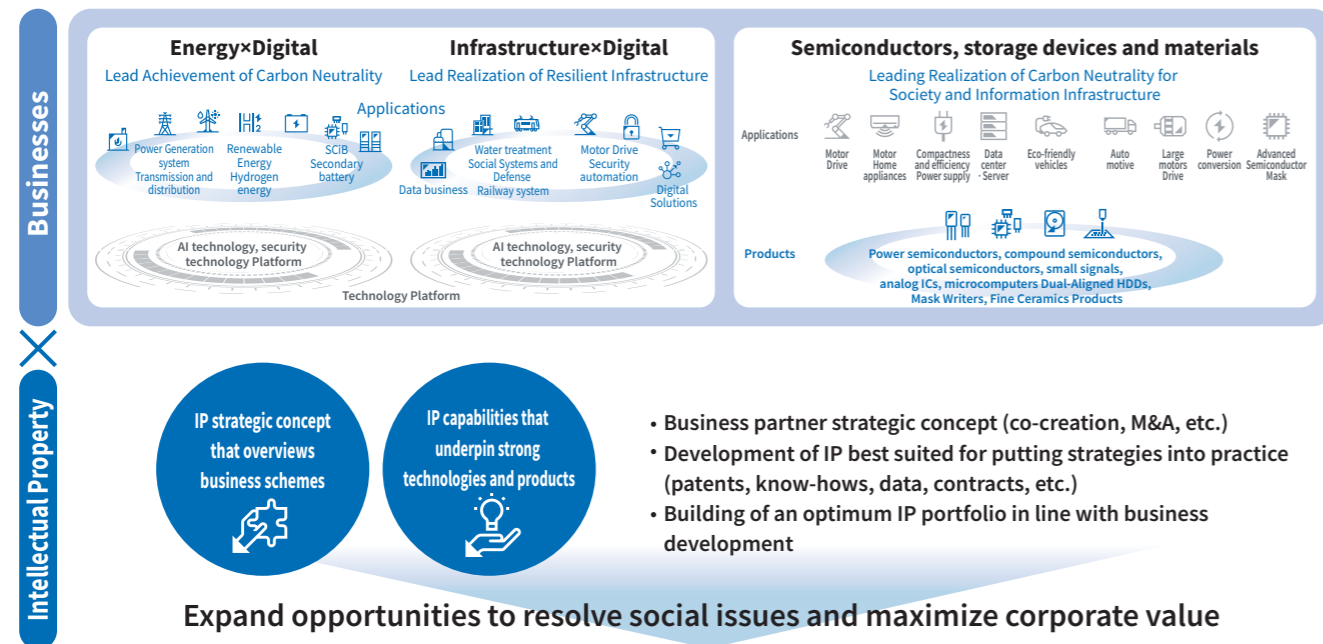 Businesses
Energy×Digital
Lead Achievement of Carbon Neutrality
Infrastructure×Digital
Lead Realization of Resilient Infrastructure
Applications
Power Generation
system
Transmission and
distribution
Renewable
Energy
Hydrogen
energy
SCiB
Secondary
battery
H2
Data business
Water treatment
Social Systems and
Defense
Railway system
Motor Drive
Security
automation
Digital
Solutions
AI technology, security
technology Platform
AI technology, security
technology Platform
Technology Platform
Semiconductors, storage devices and materials
Leading Realization of Carbon Neutrality for
Society and Information Infrastructure
Applications
Motor
Drive
Motor
Home
appliances
Compactness
and efficiency
Power supply
Data
center
· Server
Eco-friendly
vehicles
Auto
motive
Large
motors
Drive
Power
conversion
Advanced
Semiconductor
Mask
Products
Power semiconductors, compound semiconductors,
optical semiconductors, small signals,
analog ICs, microcomputers Dual-Aligned HDDs,
Mask Writers, Fine Ceramics Products
Intellectual Property
IP strategic concept
that overviews
business schemes
IP capabilities that
underpin strong
technologies and products
• Business partner strategic concept (co-creation, M&A, etc.)
• Development of IP best suited for putting strategies into practice
(patents, know-hows, data, contracts, etc.)
• Building of an optimum IP portfolio in line with business
development
Expand opportunities to resolve social issues and maximize corporate value